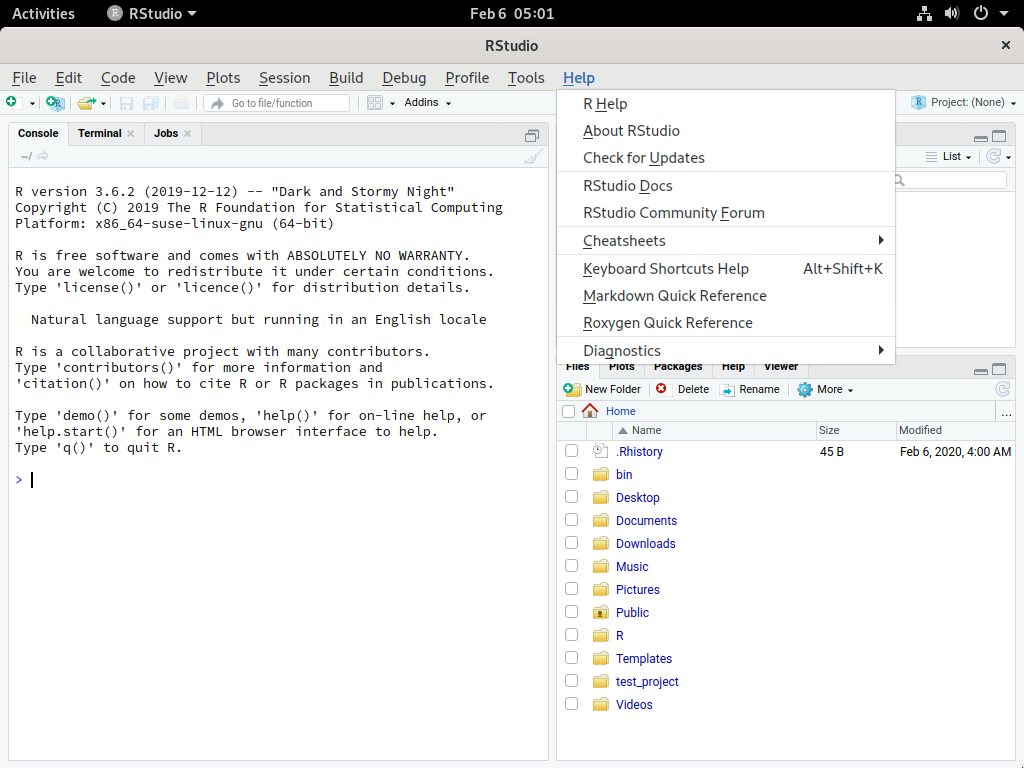 Activities RStudio Feb 6 05:01
RStudio
File Edit Code View Plots Session Build Debug Profile Tools Help
Go to file/function Addins Project: (None)
R Help
About RStudio
Check for Updates
RStudio Docs
RStudio Community Forum
Cheatsheets
Keyboard Shortcuts Help Alt+Shift+K
Markdown Quick Reference
Roxygen Quick Reference
Diagnostics
Console Terminal Jobs
~/
List
R version 3.6.2 (2019-12-12) -- "Dark and Stormy Night"
Copyright (C) 2019 The R Foundation for Statistical Computing
Platform: x86_64-suse-linux-gnu (64-bit)
R is free software and comes with ABSOLUTELY NO WARRANTY.
You are welcome to redistribute it under certain conditions.
Type 'license()' or 'licence()' for distribution details.
Natural language support but running in an English locale
R is a collaborative project with many contributors.
Type 'contributors()' for more information and
'citation()' on how to cite R or R packages in publications.
Type 'demo()' for some demos, 'help()' for on-line help, or
'help.start()' for an HTML browser interface to help.
Type 'q()' to quit R.
>
Files Plots Packages Help Viewer
New Folder Delete Rename More
Home ...
Name Size Modified
.Rhistory 45 B Feb 6, 2020, 4:00 AM
bin
Desktop
Documents
Downloads
Music
Pictures
Public
R
Templates
test_project
Videos